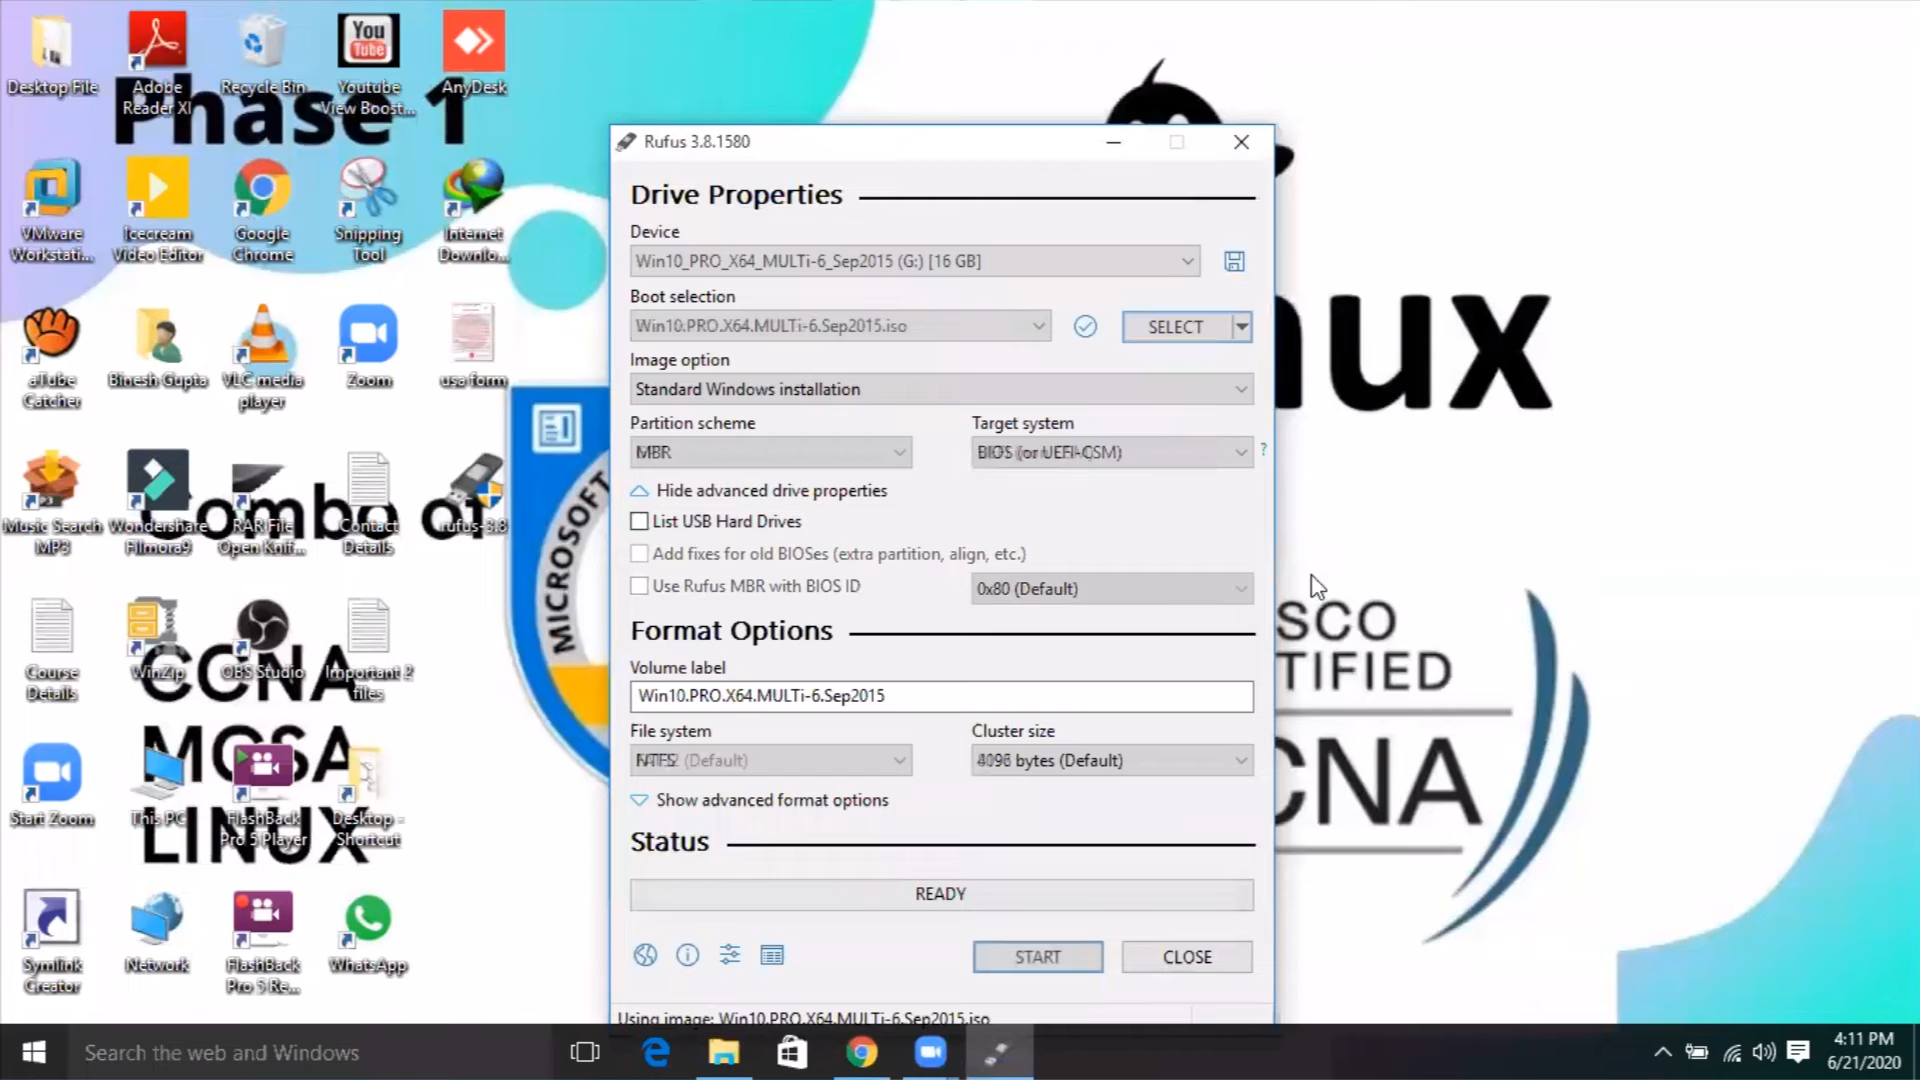 Phase 1
Combo of
CCNA
MCSA
LINUX
nux
MICROSOFT
SCO
TIFIED
CNA
Desktop File
Adobe
Reader XI
Recycle Bin
You
Tube
Youtube
View Boost...
AnyDesk
VMware
Workstati...
Icecream
Video Editor
Google
Chrome
Snipping
Tool
Internet
Downlo...
aTube
Catcher
Binesh Gupta
VLC media
player
Zoom
usa form
Music Search
MP3
Wondershare
Filmora9
RAR File
Open Knif...
Contact
Details
rufus-3.8
Course
Details
WinZip
OBS Studio
Important 2
files
Start Zoom
This PC
FlashBack
Pro 5 Player
Desktop -
Shortcut
Symlink
Creator
Network
FlashBack
Pro 5 Re...
WhatsApp
Rufus 3.8.1580
Drive Properties
Device
Win10_PRO_X64_MULTi-6_Sep2015 (G:) [16 GB]
Boot selection
Win10.PRO.X64.MULTi-6.Sep2015.iso
SELECT
Image option
Standard Windows installation
Partition scheme
Target system
MBR
BIOS (or UEFI-CSM)
?
Hide advanced drive properties
List USB Hard Drives
Add fixes for old BIOSes (extra partition, align, etc.)
Use Rufus MBR with BIOS ID
0x80 (Default)
Format Options
Volume label
Win10.PRO.X64.MULTi-6.Sep2015
File system
Cluster size
NTFS (Default)
4096 bytes (Default)
Show advanced format options
Status
READY
START
CLOSE
Using image: Win10.PRO.X64.MULTi-6.Sep2015.iso
Search the web and Windows
4:11 PM
6/21/2020